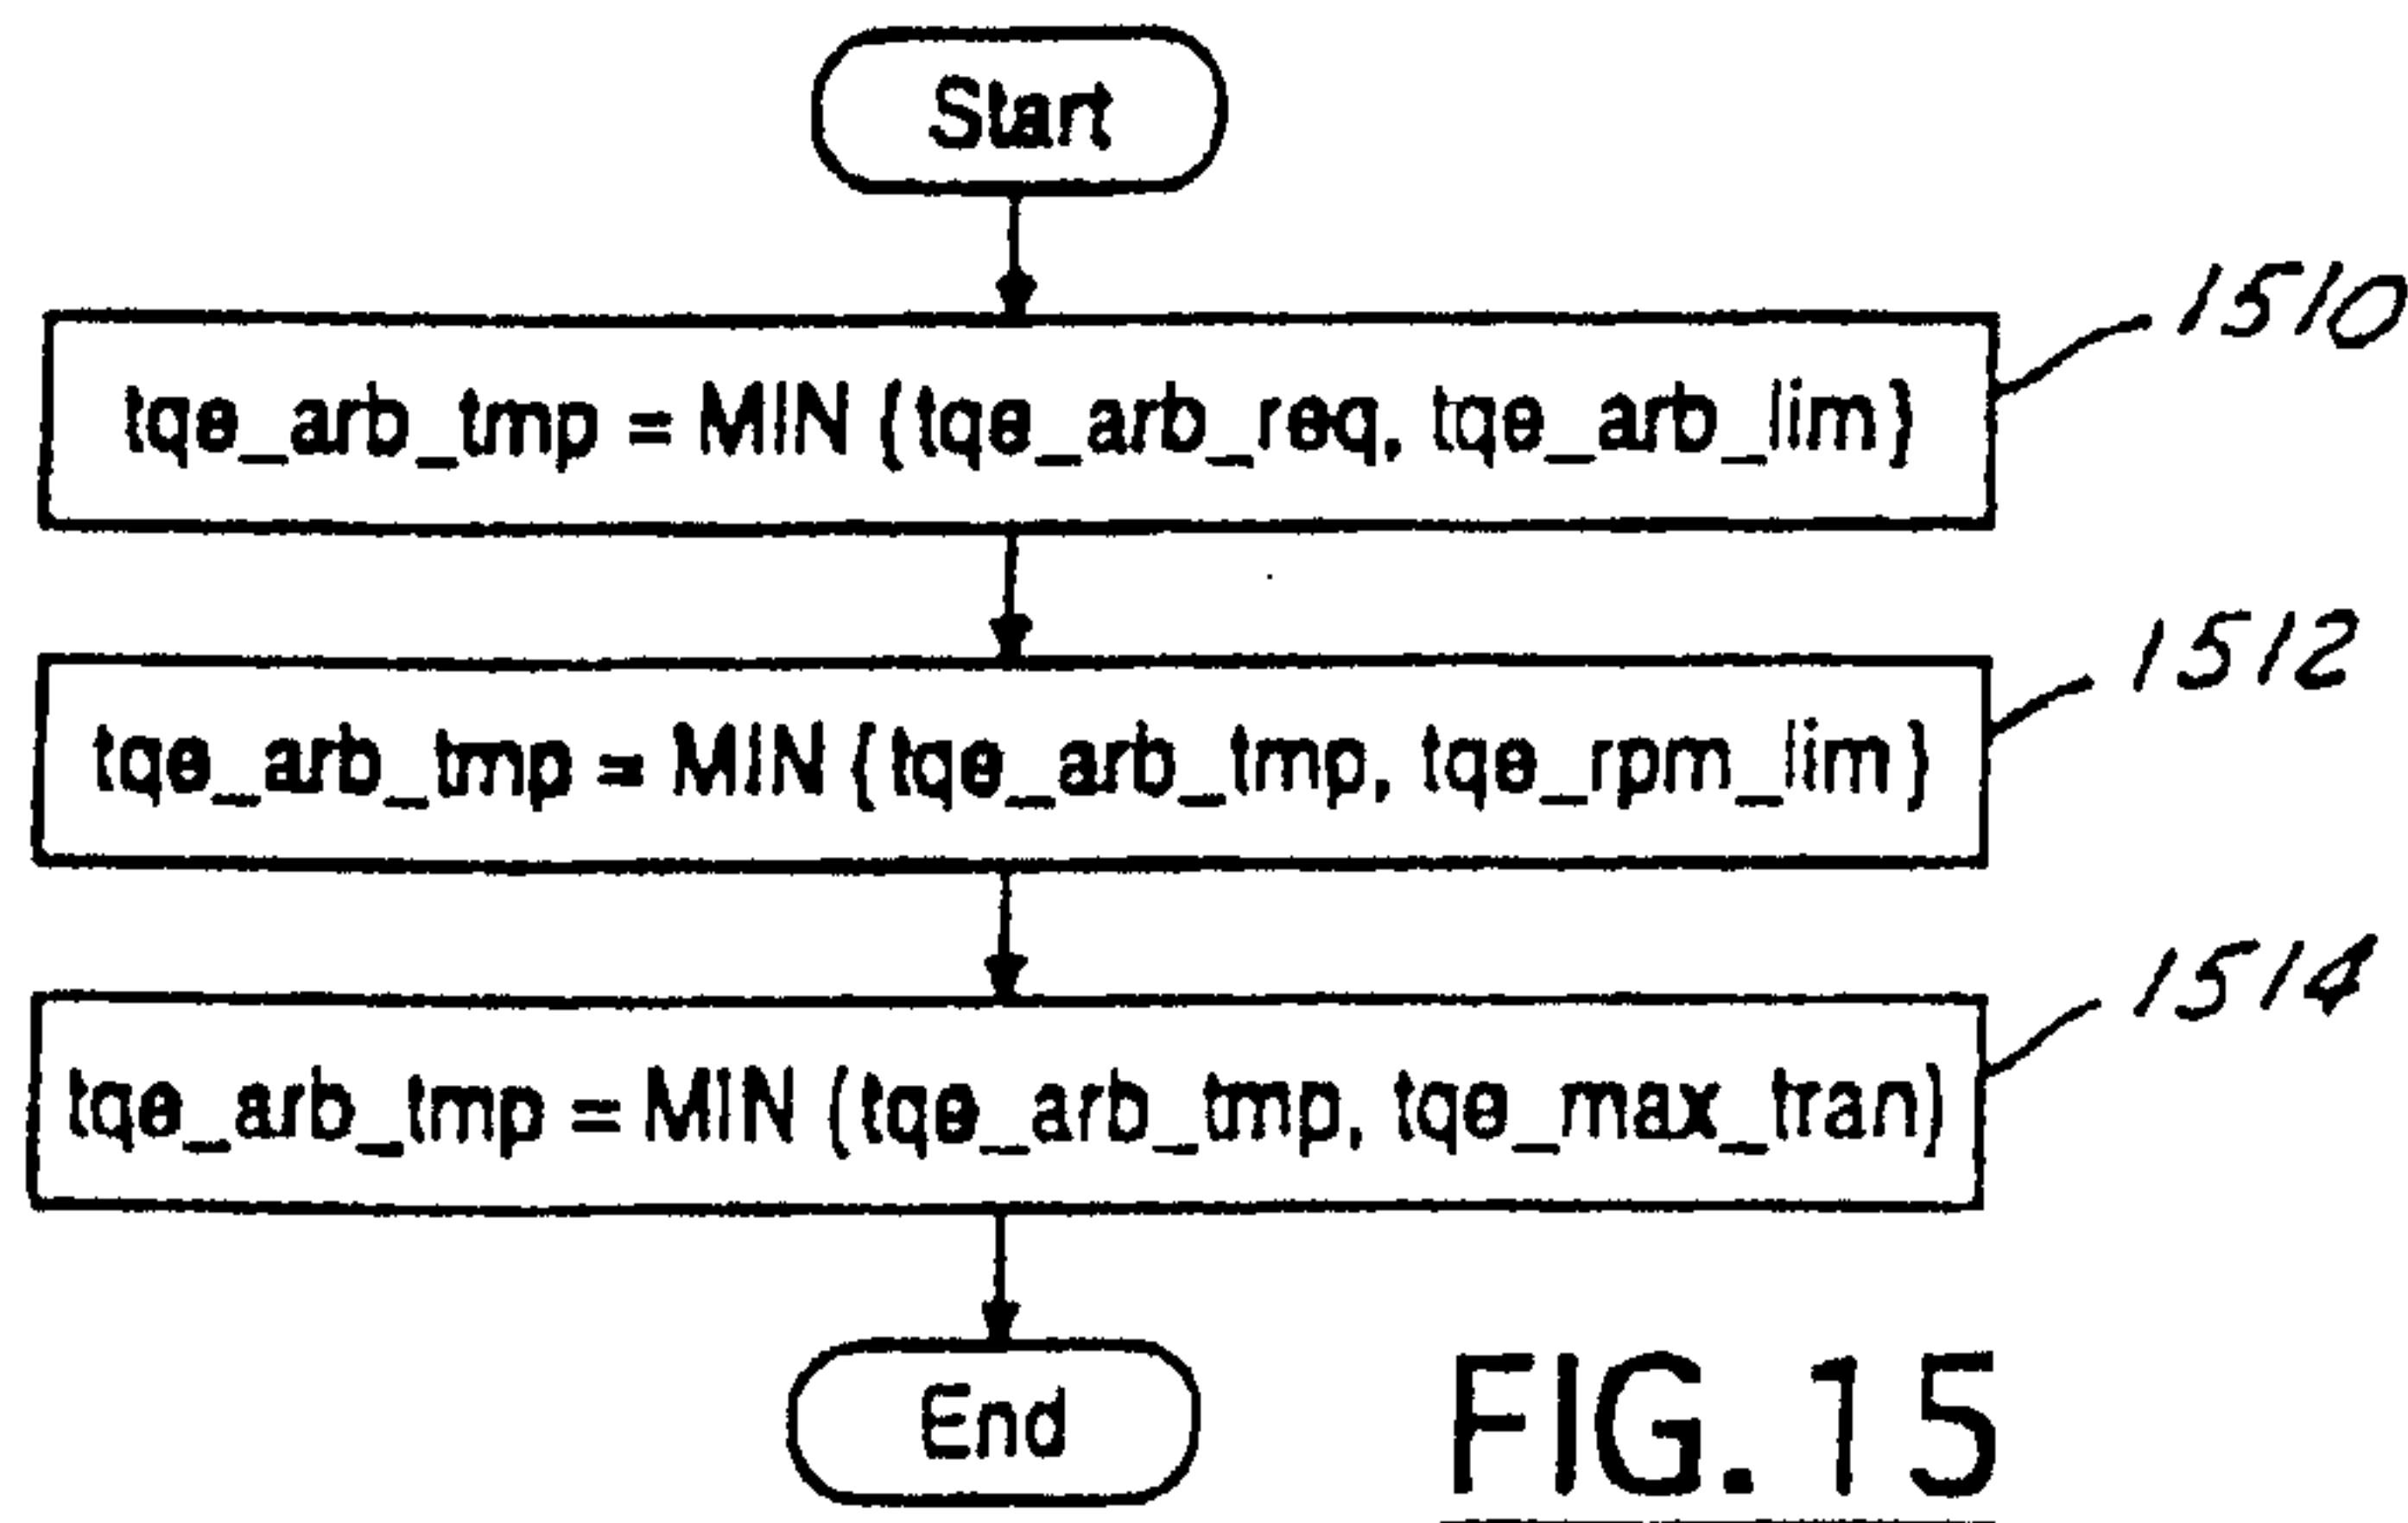 Start
1510
tqe_arb_tmp = MIN (tqe_arb_req, tqe_arb_lim)
1512
tqe_arb_tmp = MIN (tqe_arb_tmp, tqe_rpm_lim)
1514
tqe_arb_tmp = MIN (tqe_arb_tmp, tqe_max_tran)
End
FIG. 15